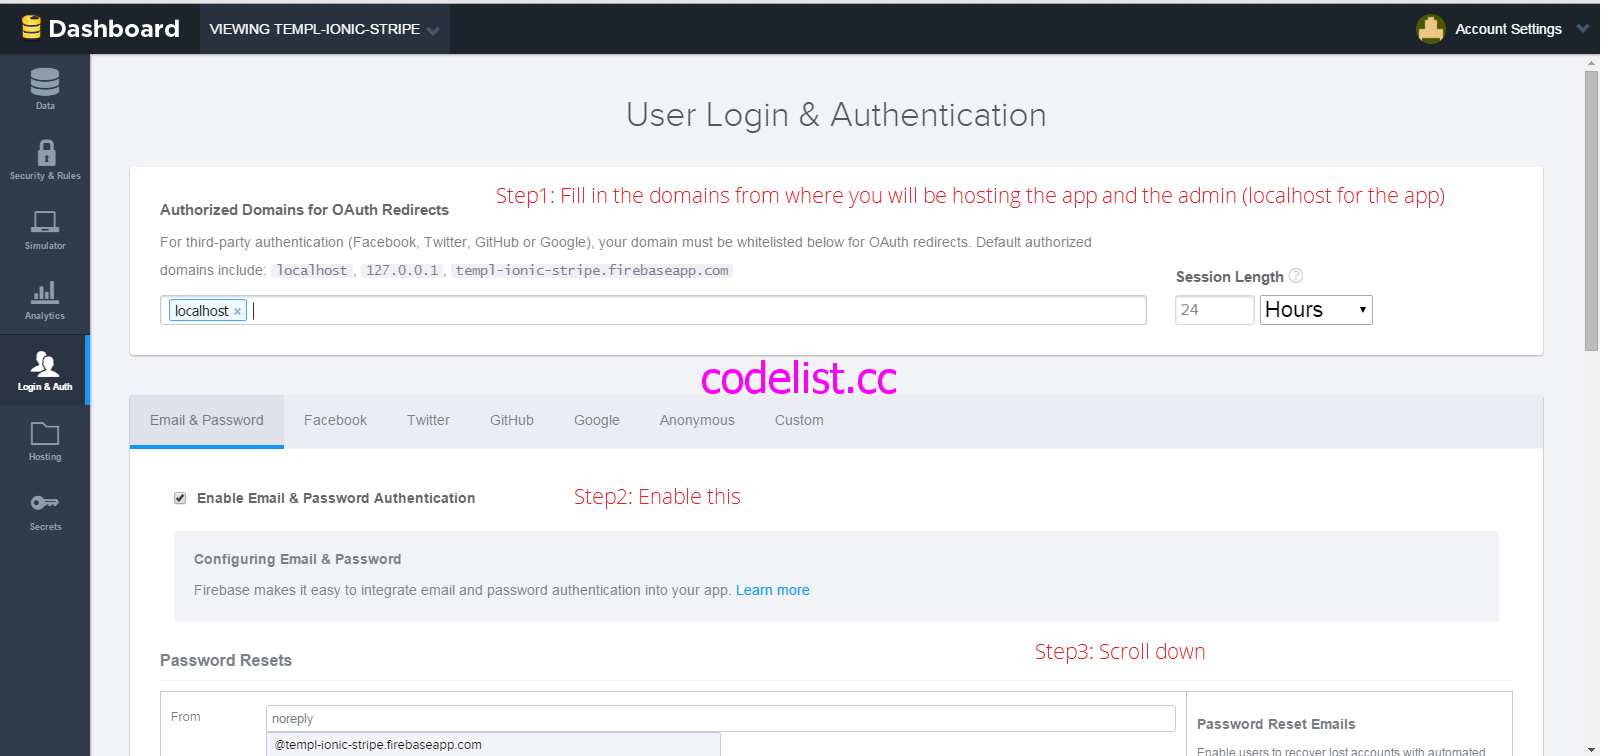 Dashboard
VIEWING TEMPL-IONIC-STRIPE
Account Settings
Data
Security & Rules
Simulator
Analytics
Login & Auth
Hosting
Secrets
User Login & Authentication
Step1: Fill in the domains from where you will be hosting the app and the admin (localhost for the app)
Authorized Domains for OAuth Redirects
For third-party authentication (Facebook, Twitter, GitHub or Google), your domain must be whitelisted below for OAuth redirects. Default authorized
domains include: localhost, 127.0.0.1, templ-ionic-stripe.firebaseapp.com
Session Length ?
localhost ×
24 Hours
codelist.cc
Email & Password Facebook Twitter GitHub Google Anonymous Custom
Enable Email & Password Authentication
Step2: Enable this
Configuring Email & Password
Firebase makes it easy to integrate email and password authentication into your app. Learn more
Step3: Scroll down
Password Resets
From
noreply
@templ-ionic-stripe.firebaseapp.com
Password Reset Emails
Enable users to recover lost accounts with automated